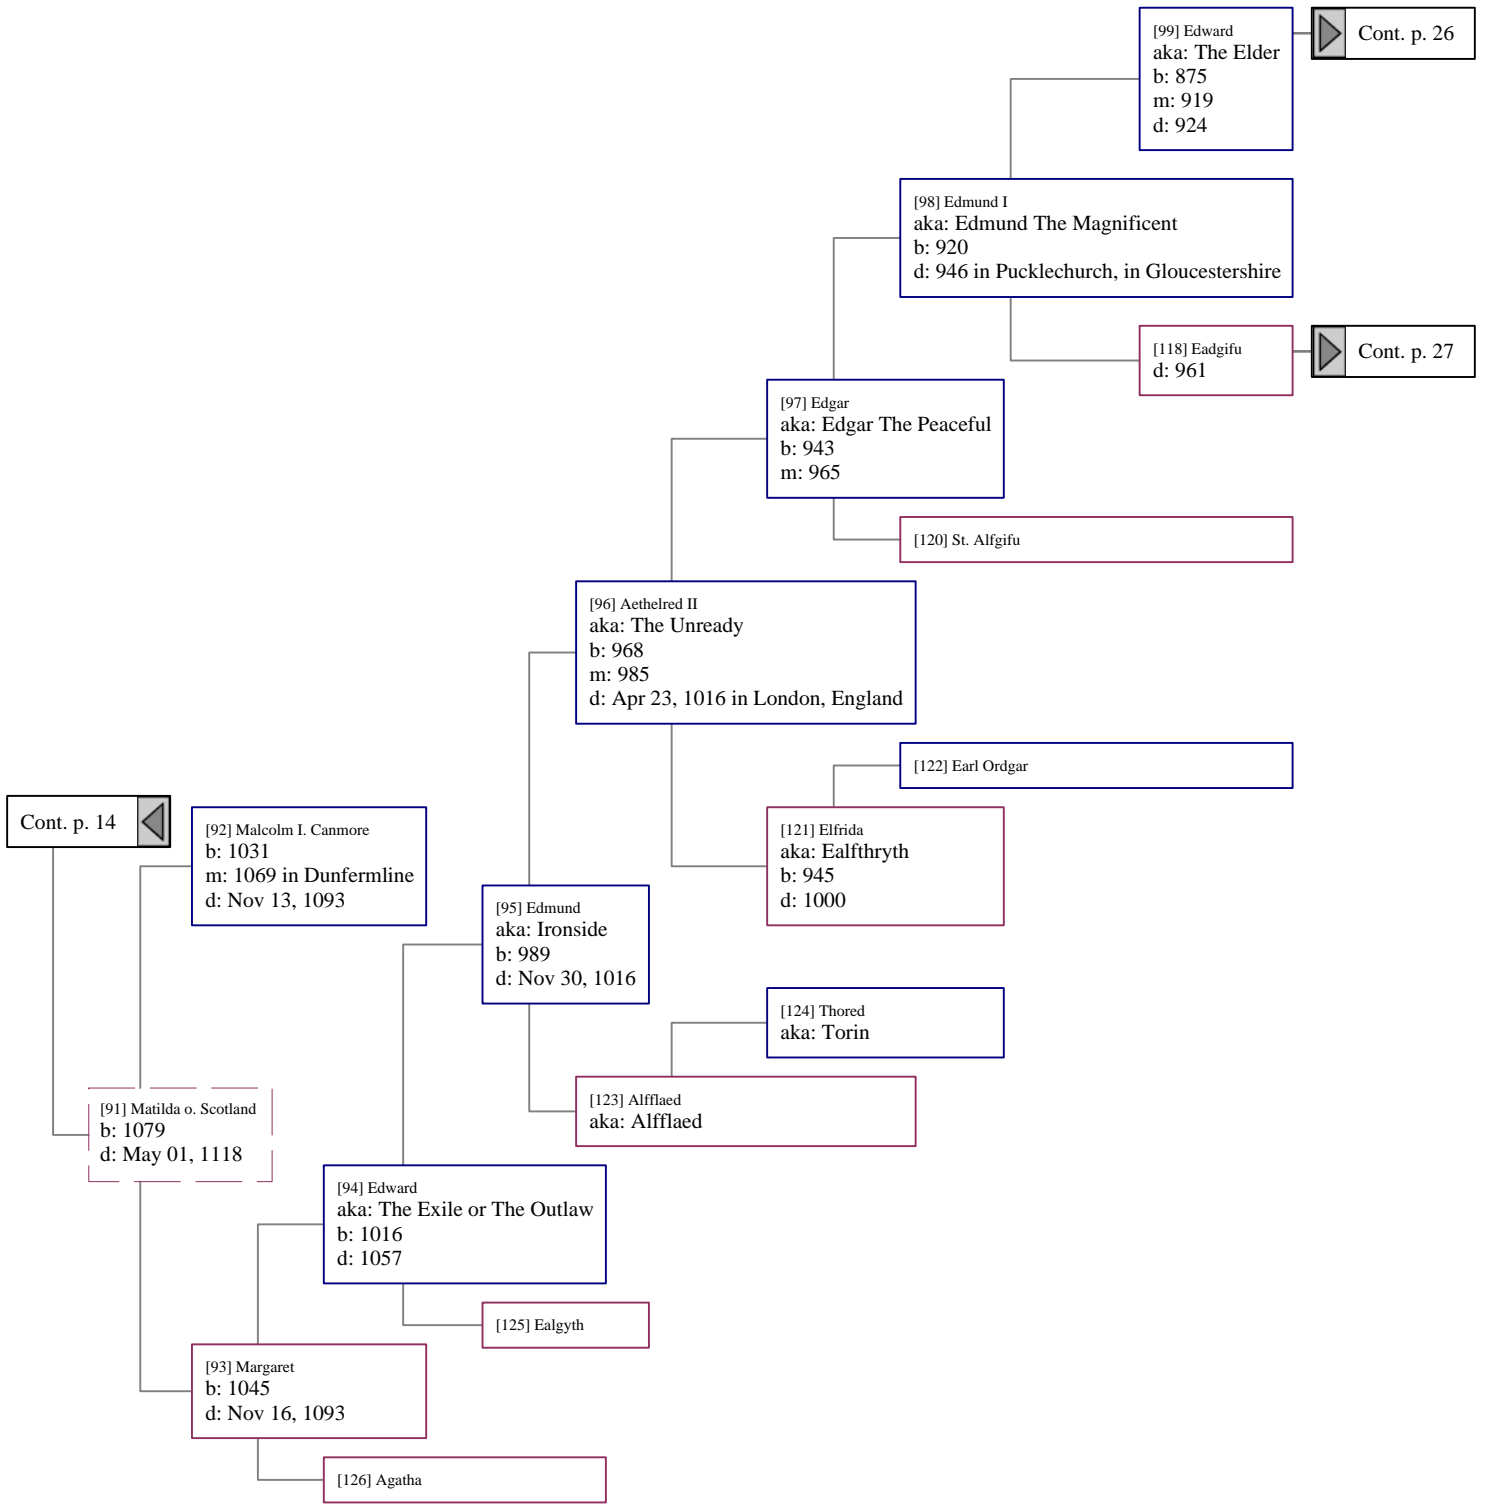 [99] Edward
aka: The Elder
b: 875
m: 919
d: 924
Cont. p. 26
[98] Edmund I
aka: Edmund The Magnificent
b: 920
d: 946 in Pucklechurch, in Gloucestershire
[118] Eadgifu
d: 961
Cont. p. 27
[97] Edgar
aka: Edgar The Peaceful
b: 943
m: 965
[120] St. Alfgifu
[96] Aethelred II
aka: The Unready
b: 968
m: 985
d: Apr 23, 1016 in London, England
[122] Earl Ordgar
Cont. p. 14
[92] Malcolm I. Canmore
b: 1031
m: 1069 in Dunfermline
d: Nov 13, 1093
[121] Elfrida
aka: Ealfthryth
b: 945
d: 1000
[95] Edmund
aka: Ironside
b: 989
d: Nov 30, 1016
[124] Thored
aka: Torin
[123] Alfflaed
aka: Alfflaed
[91] Matilda o. Scotland
b: 1079
d: May 01, 1118
[94] Edward
aka: The Exile or The Outlaw
b: 1016
d: 1057
[125] Ealgyth
[93] Margaret
b: 1045
d: Nov 16, 1093
[126] Agatha